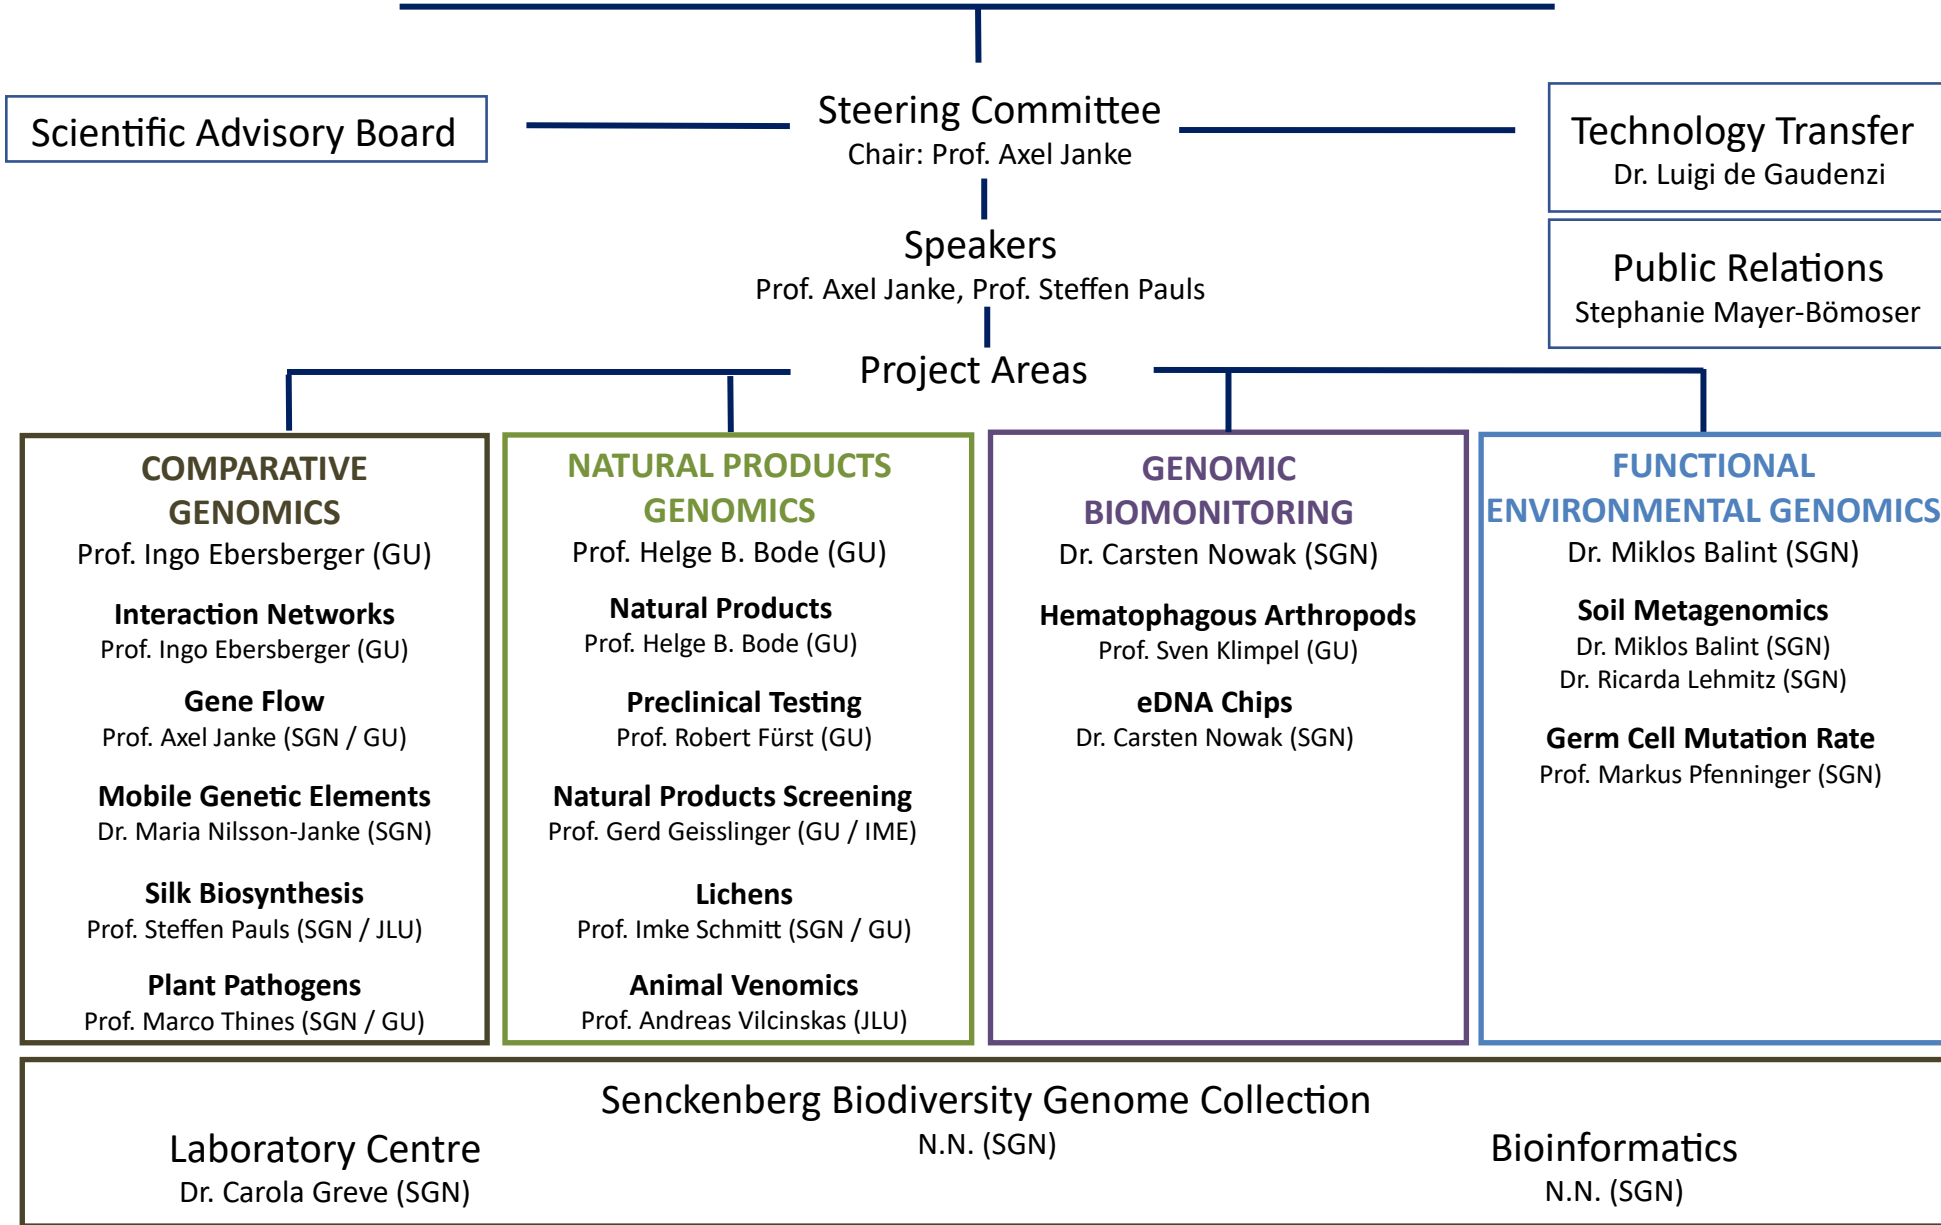 Scientific Advisory Board
Steering Committee
Chair: Prof. Axel Janke
Technology Transfer
Dr. Luigi de Gaudenzi
Speakers
Prof. Axel Janke, Prof. Steffen Pauls
Public Relations
Stephanie Mayer-Bömoser
Project Areas
COMPARATIVE
GENOMICS
Prof. Ingo Ebersberger (GU)
Interaction Networks
Prof. Ingo Ebersberger (GU)
Gene Flow
Prof. Axel Janke (SGN / GU)
Mobile Genetic Elements
Dr. Maria Nilsson-Janke (SGN)
Silk Biosynthesis
Prof. Steffen Pauls (SGN / JLU)
Plant Pathogens
Prof. Marco Thines (SGN / GU)
NATURAL PRODUCTS
GENOMICS
Prof. Helge B. Bode (GU)
Natural Products
Prof. Helge B. Bode (GU)
Preclinical Testing
Prof. Robert Fürst (GU)
Natural Products Screening
Prof. Gerd Geisslinger (GU / IME)
Lichens
Prof. Imke Schmitt (SGN / GU)
Animal Venomics
Prof. Andreas Vilcinskas (JLU)
GENOMIC
BIOMONITORING
Dr. Carsten Nowak (SGN)
Hematophagous Arthropods
Prof. Sven Klimpel (GU)
eDNA Chips
Dr. Carsten Nowak (SGN)
FUNCTIONAL
ENVIRONMENTAL GENOMICS
Dr. Miklos Balint (SGN)
Soil Metagenomics
Dr. Miklos Balint (SGN)
Dr. Ricarda Lehmitz (SGN)
Germ Cell Mutation Rate
Prof. Markus Pfenninger (SGN)
Senckenberg Biodiversity Genome Collection
N.N. (SGN)
Laboratory Centre
Dr. Carola Greve (SGN)
Bioinformatics
N.N. (SGN)